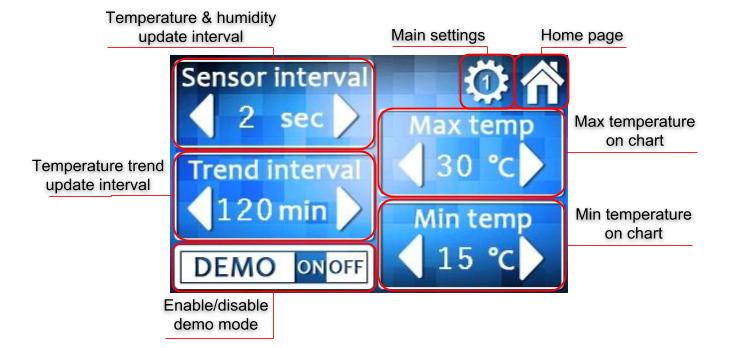 Temperature & humidity
update interval
Main settings
Home page
Sensor interval
2 sec
1
Max temp
30 °C
Max temperature
on chart
Temperature trend
update interval
Trend interval
120 min
Min temp
15 °C
Min temperature
on chart
DEMO ON OFF
Enable/disable
demo mode